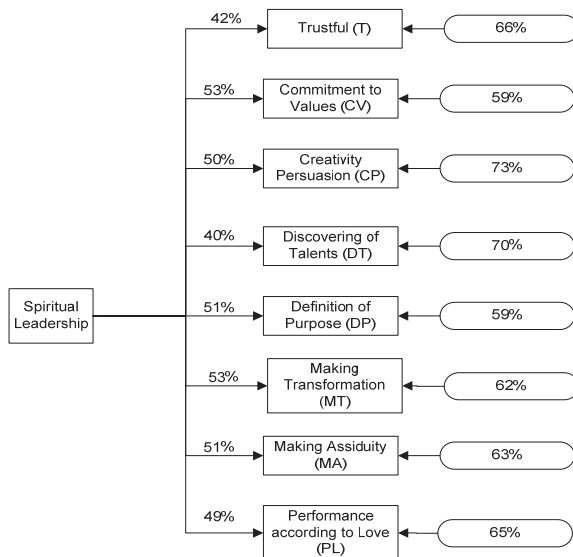 42%
Trustful (T)
66%
53%
Commitment to
Values (CV)
59%
50%
Creativity
Persuasion (CP)
73%
40%
Discovering of
Talents (DT)
70%
Spiritual
Leadership
51%
Definition of
Purpose (DP)
59%
53%
Making
Transformation
(MT)
62%
51%
Making Assiduity
(MA)
63%
49%
Performance
according to Love
(PL)
65%